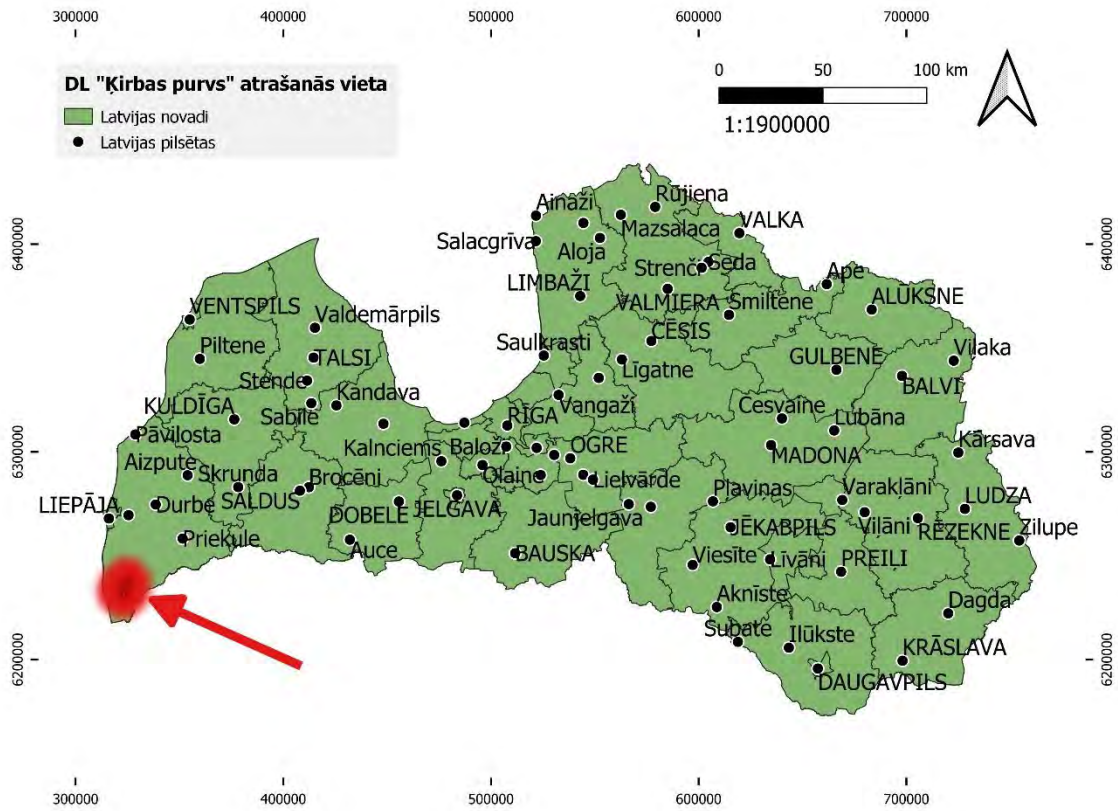 300000
400000
500000
600000
700000
DL "Ķirbas purvs" atrašanās vieta
Latvijas novadi
Latvijas pilsētas
0
50
100 km
1:1900000
6400000
6300000
6200000
6400000
6300000
6200000
Ainaži
Rūjiena
Salacgrīva
Mazsalaca
VALKA
Aloja
Strenči
Seda
Ape
LIMBAŽI
VALMIERA
Smiltene
ALŪKSNE
VENTSPILS
Valdemārpils
CĒSIS
Piltene
Saulkrasti
Līgatne
GULBENE
Viļaka
TALSI
BALVI
Stende
Kandava
Vangaži
KULDĪGA
Sabile
Cesvaine
Lubāna
Pāvilosta
RĪGA
Kalnciems
Baloži
OGRE
MADONA
Kārsava
Aizpute
Skrunda
Brocēni
Olaine
Lielvārde
Pļaviņas
Varakļāni
LUDZA
LIEPĀJA
Durbe
SALDUS
DOBELE
JELGAVA
Jaunjelgava
JĒKABPILS
Viļāni
RĒZEKNE
Zilupe
Priekule
Auce
BAUSKA
Viesīte
Līvāni
PREIĻI
Aknīste
Dagda
Subate
Ilūkste
KRĀSLAVA
DAUGAVPILS
300000
400000
500000
600000
700000